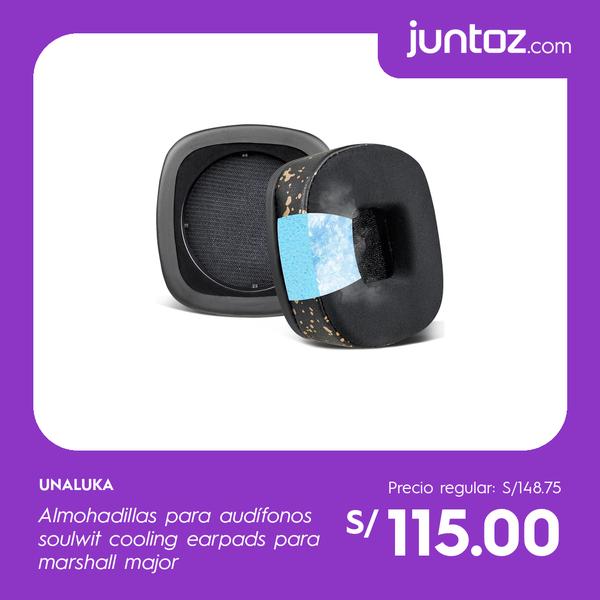 juntoz.com
UNALUKA
Almohadillas para audífonos
soulwit cooling earpads para
marshall major
Precio regular: S/148.75
S/ 115.00